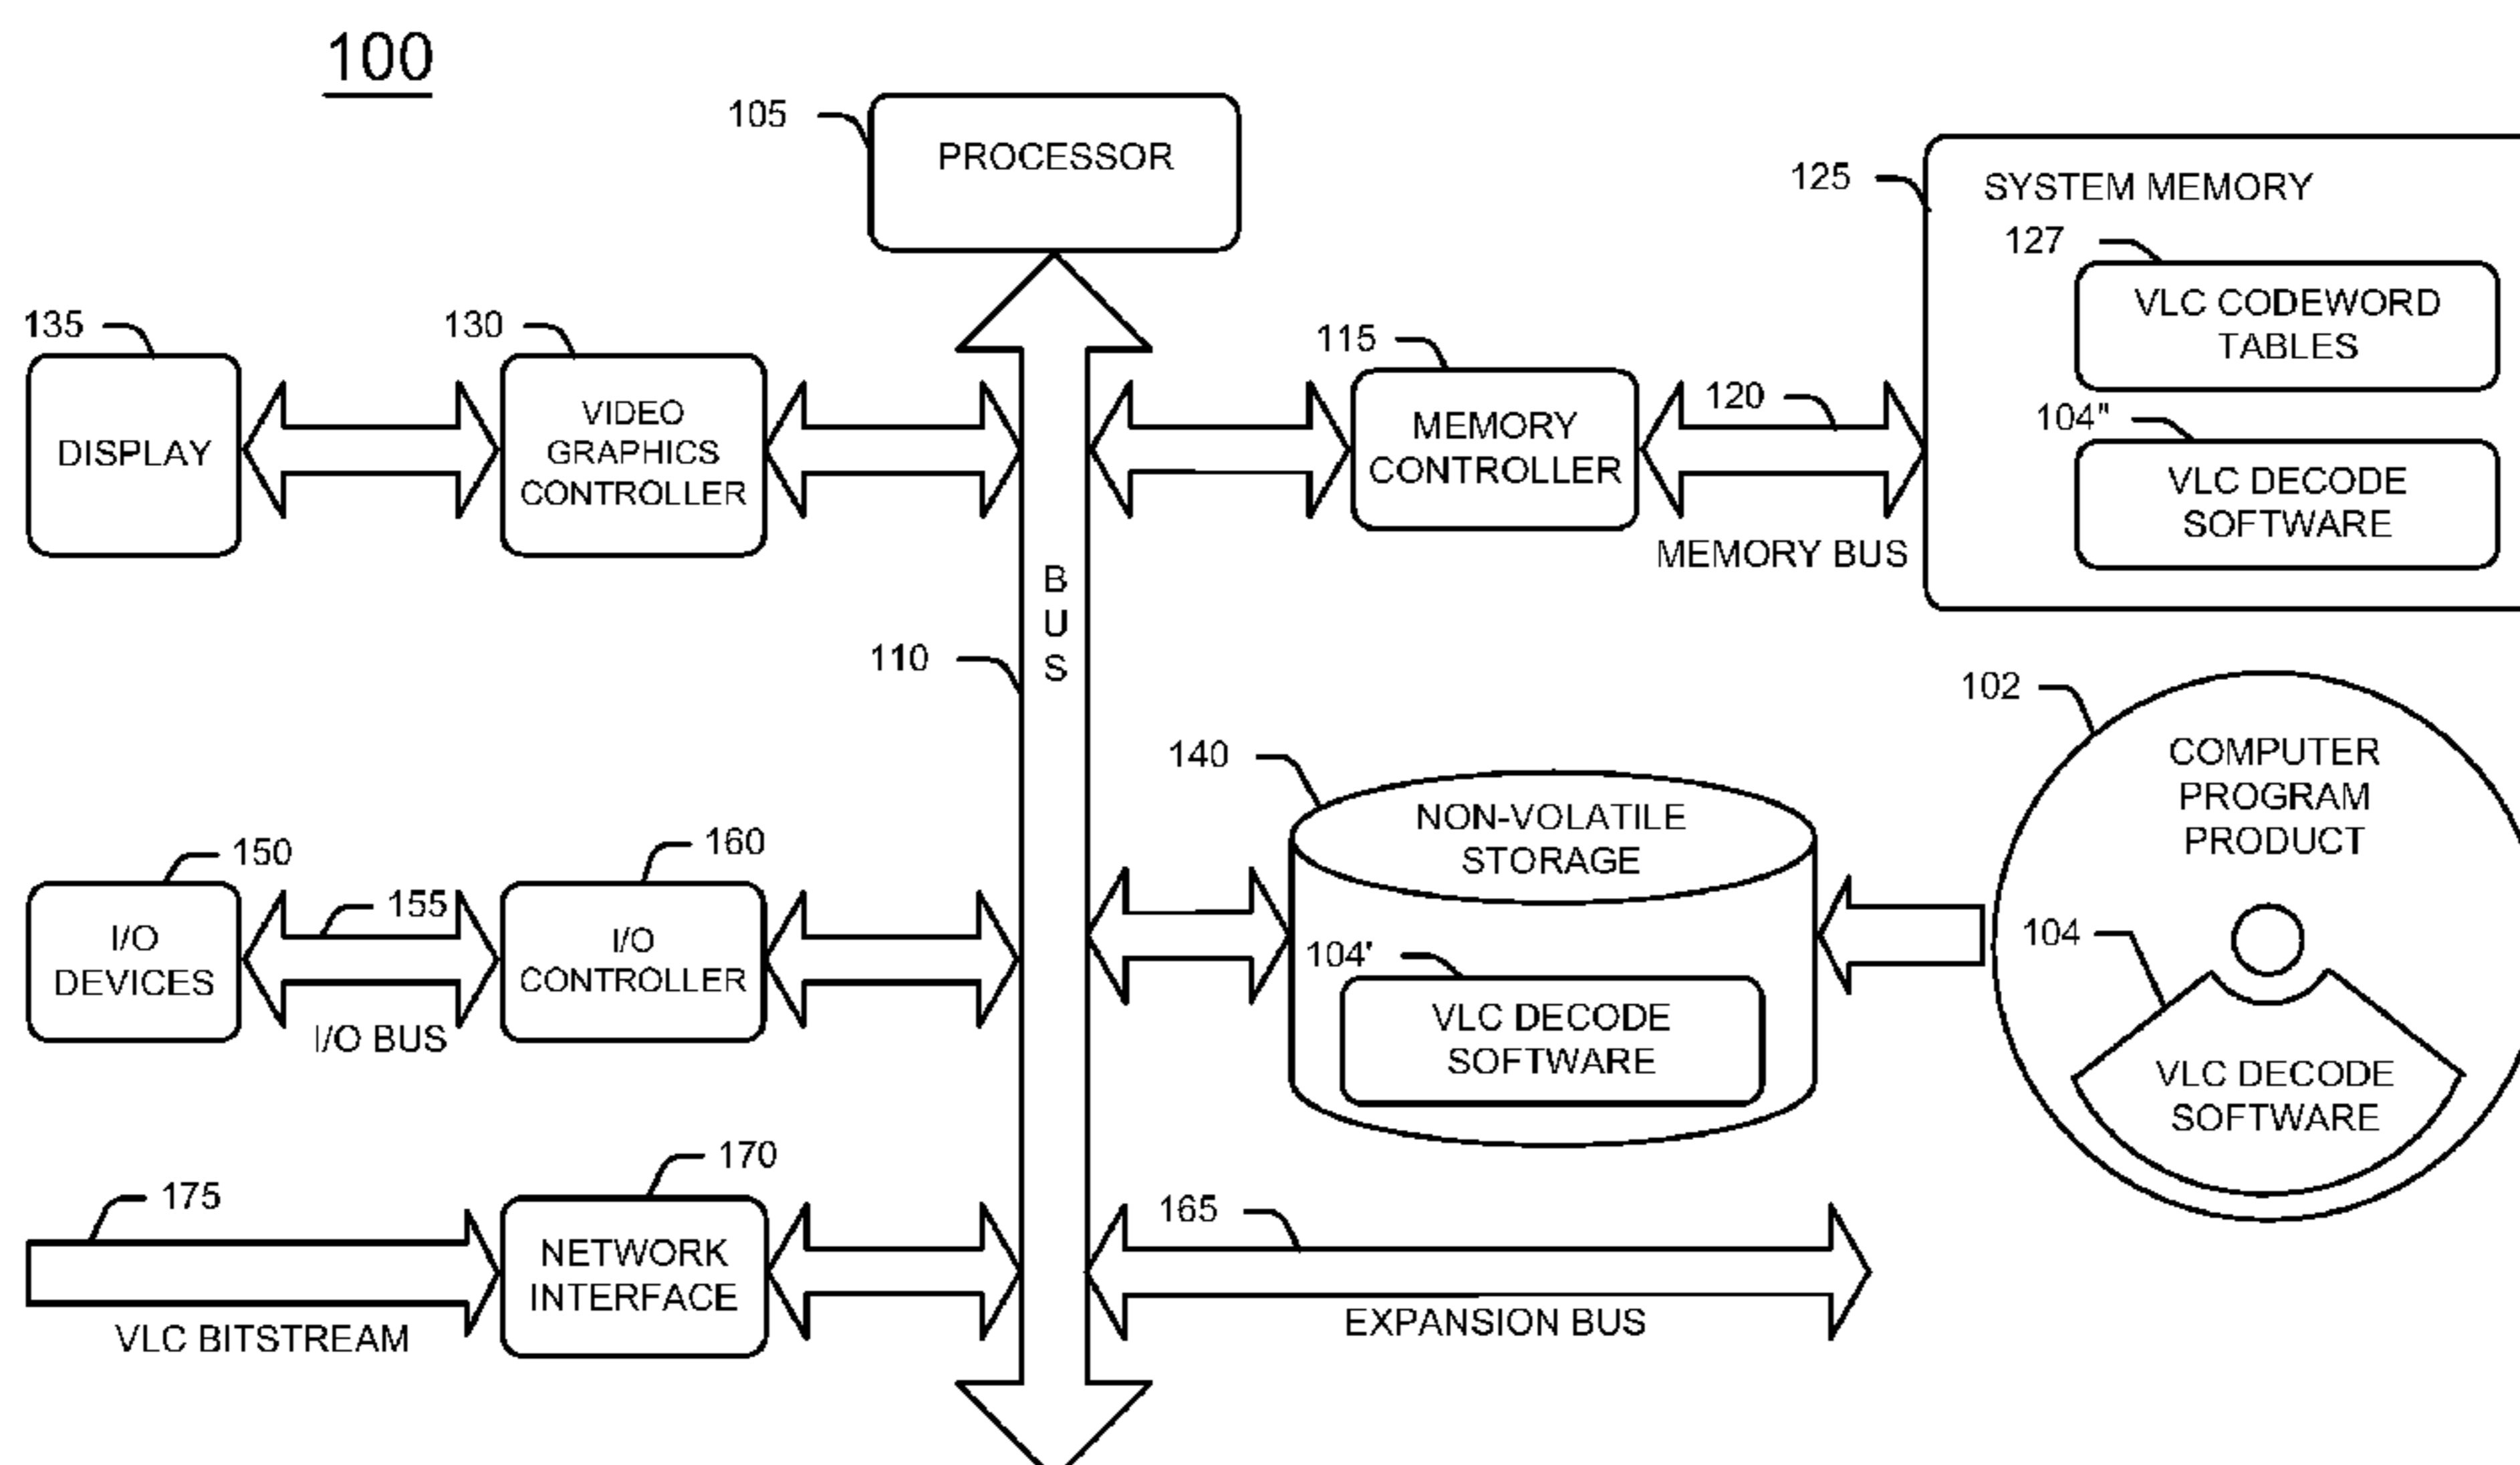 100
105
PROCESSOR
125
SYSTEM MEMORY
127
VLC CODEWORD
TABLES
104"
VLC DECODE
SOFTWARE
135
DISPLAY
130
VIDEO
GRAPHICS
CONTROLLER
115
MEMORY
CONTROLLER
120
MEMORY BUS
B
U
S
110
102
COMPUTER
PROGRAM
PRODUCT
104
VLC DECODE
SOFTWARE
140
NON-VOLATILE
STORAGE
104'
VLC DECODE
SOFTWARE
150
I/O
DEVICES
155
I/O BUS
160
I/O
CONTROLLER
175
VLC BITSTREAM
170
NETWORK
INTERFACE
165
EXPANSION BUS